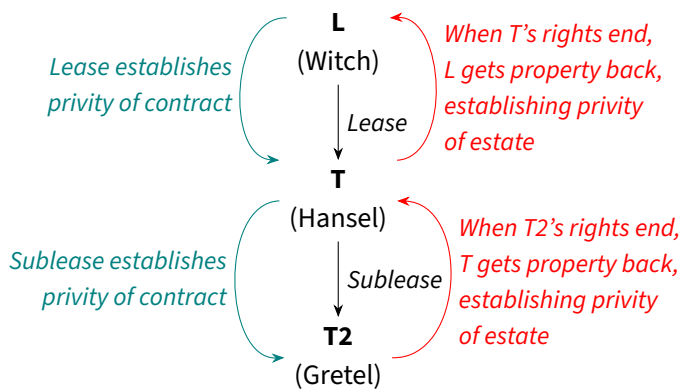 L
(Witch)
Lease establishes
privity of contract
When T’s rights end,
L gets property back,
establishing privity
of estate
Lease
T
(Hansel)
Sublease establishes
privity of contract
When T2’s rights end,
T gets property back,
establishing privity
of estate
Sublease
T2
(Gretel)